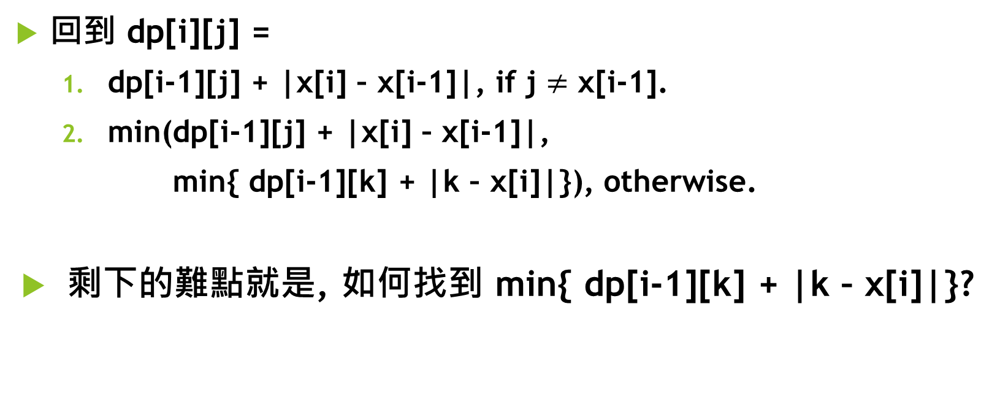 回到 dp[i][j] =
1. dp[i-1][j] + |x[i] – x[i-1]|, if j ≠ x[i-1].
2. min(dp[i-1][j] + |x[i] – x[i-1]|,
min{ dp[i-1][k] + |k – x[i]|}), otherwise.
剩下的難點就是, 如何找到 min{ dp[i-1][k] + |k – x[i]|}?